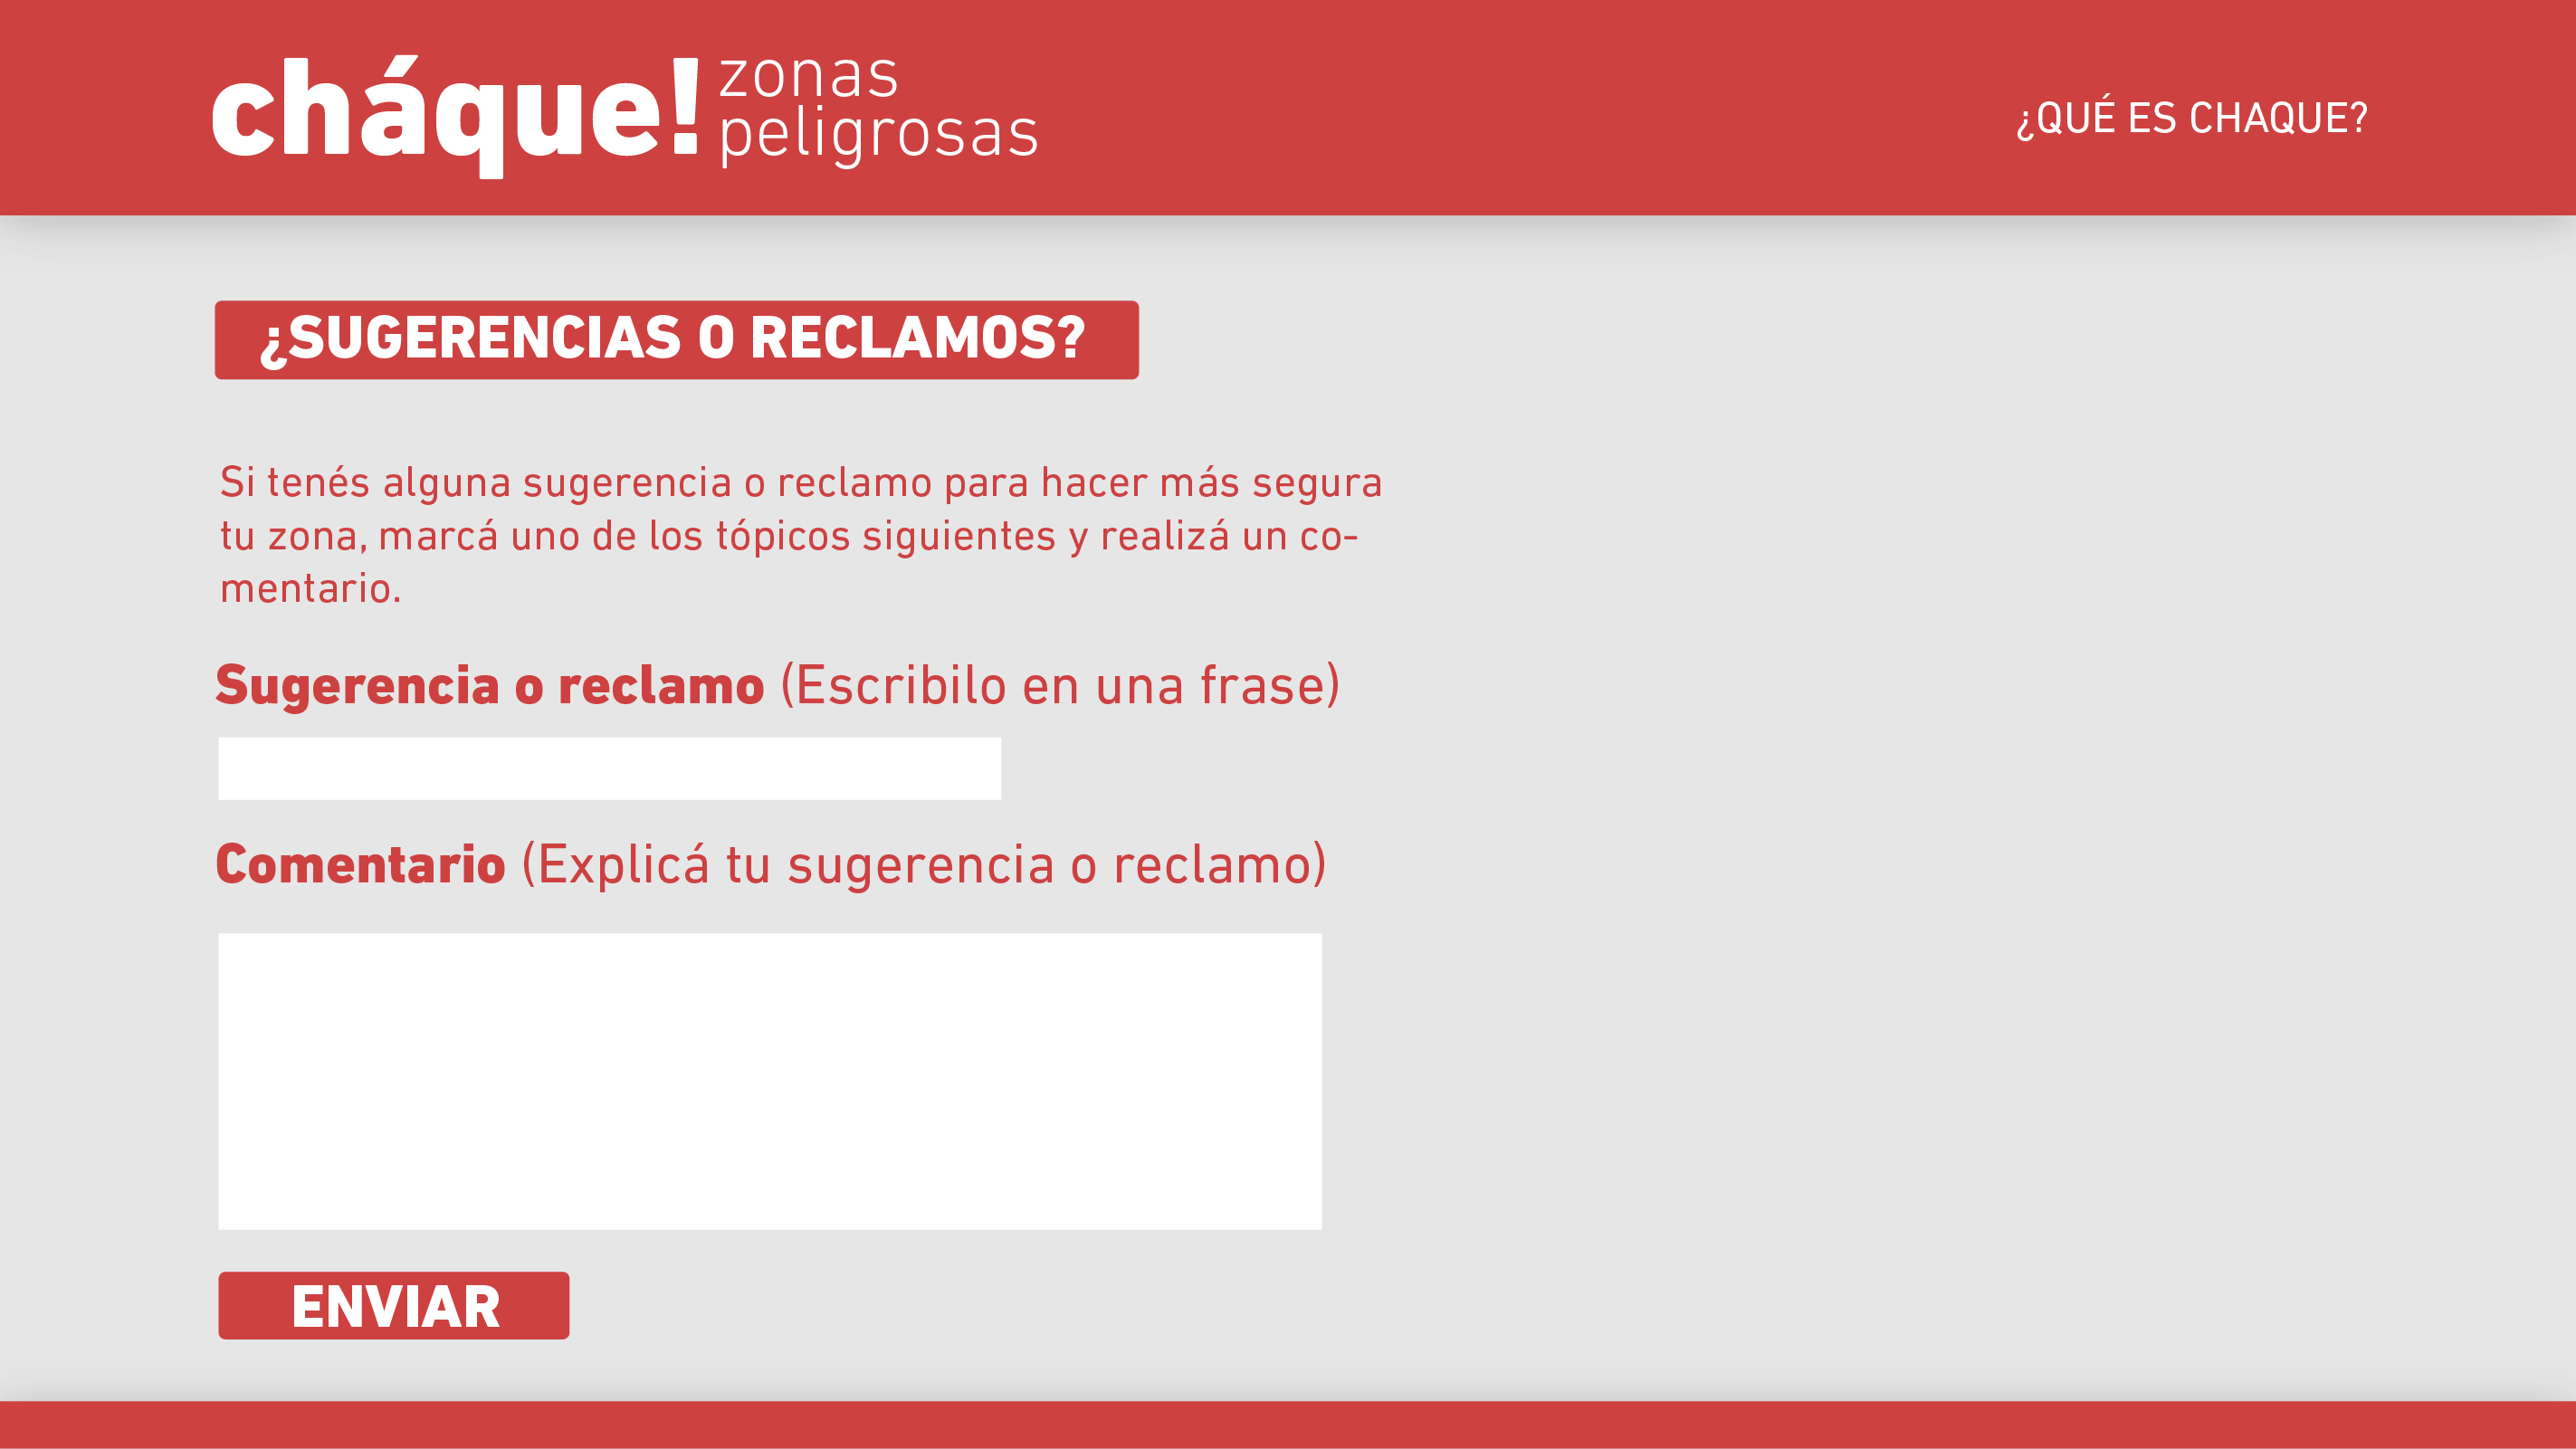 cháque! zonas
peligrosas
¿QUÉ ES CHAQUE?
¿SUGERENCIAS O RECLAMOS?
Si tenés alguna sugerencia o reclamo para hacer más segura
tu zona, marcá uno de los tópicos siguientes y realizá un co-
mentario.
Sugerencia o reclamo (Escribilo en una frase)
Comentario (Explicá tu sugerencia o reclamo)
ENVIAR